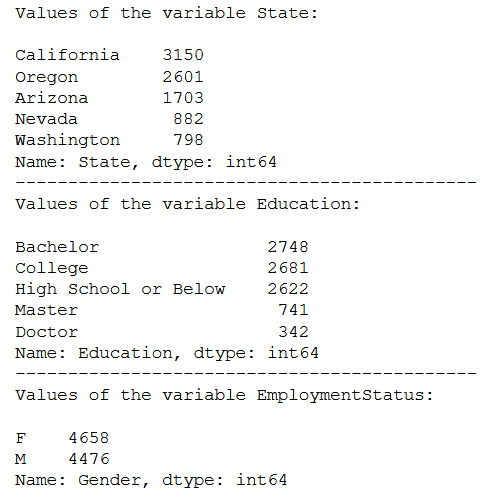 Values of the variable State:
California    3150
Oregon        2601
Arizona       1703
Nevada         882
Washington     798
Name: State, dtype: int64
--------------------------------------------
Values of the variable Education:
Bachelor                2748
College                 2681
High School or Below    2622
Master                   741
Doctor                   342
Name: Education, dtype: int64
--------------------------------------------
Values of the variable EmploymentStatus:
F    4658
M    4476
Name: Gender, dtype: int64